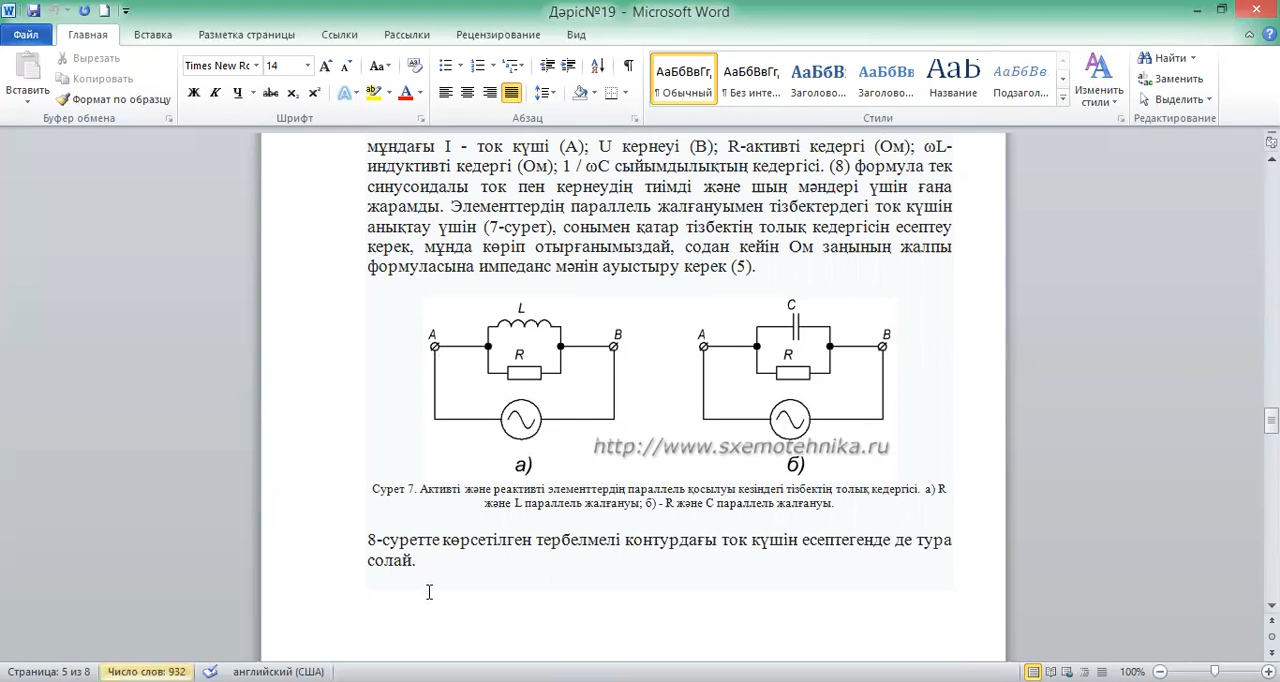 Дәріс№19 - Microsoft Word
Файл Главная Вставка Разметка страницы Ссылки Рассылки Рецензирование Вид
Вставить
Вырезать
Копировать
Формат по образцу
Буфер обмена
Times New Rc 14
Ж К Ч abc x₂ x²
Шрифт
Абзац
АаБбВвГг, АаБбВвГг, АаБбВ АаБбВв АаБ АаБбВв
¶ Обычный ¶ Без инте... Заголово... Заголово... Название Подзагол...
Стили
Изменить стили
Найти
Заменить
Выделить
Редактирование
мұндағы I - ток күші (А); U кернеуі (В); R-активті кедергі (Ом); ωL-
индуктивті кедергі (Ом); 1 / ωC сыйымдылықтың кедергісі. (8) формула тек
синусоидалы ток пен кернеудің тиімді және шың мәндері үшін ғана
жарамды. Элементтердің параллель жалғануымен тізбектердегі ток күшін
анықтау үшін (7-сурет), сонымен қатар тізбектің толық кедергісін есептеу
керек, мұнда көріп отырғанымыздай, содан кейін Ом заңының жалпы
формуласына импеданс мәнін ауыстыру керек (5).
L C
A B A B
R R
http://www.sxemotehnika.ru
а) б)
Сурет 7. Активті және реактивті элементтердің параллель қосылуы кезіндегі тізбектің толық кедергісі. а) R
және L параллель жалғануы; б) - R және C параллель жалғануы.
8-суретте көрсетілген тербелмелі контурдағы ток күшін есептегенде де тура
солай.
Страница: 5 из 8 Число слов: 932 английский (США) 100%